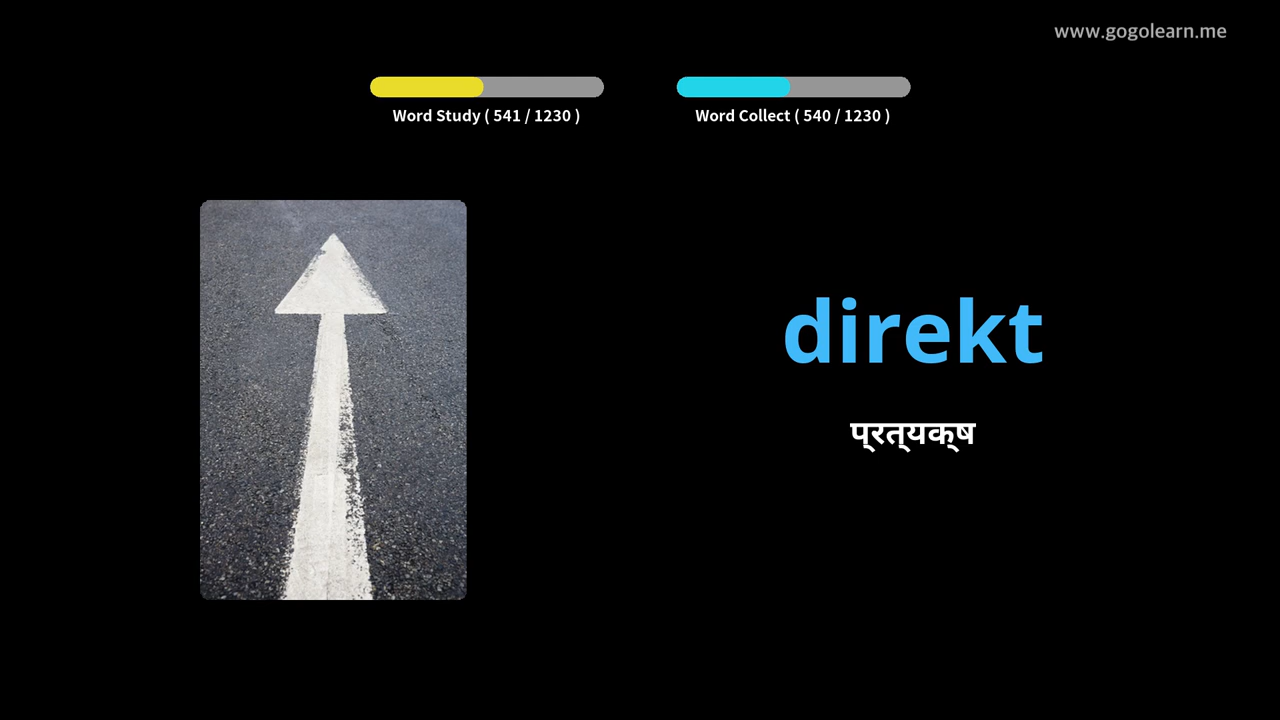 www.gogolearn.me
Word Study ( 541 / 1230 )
Word Collect ( 540 / 1230 )
direkt
प्रत्यक्ष